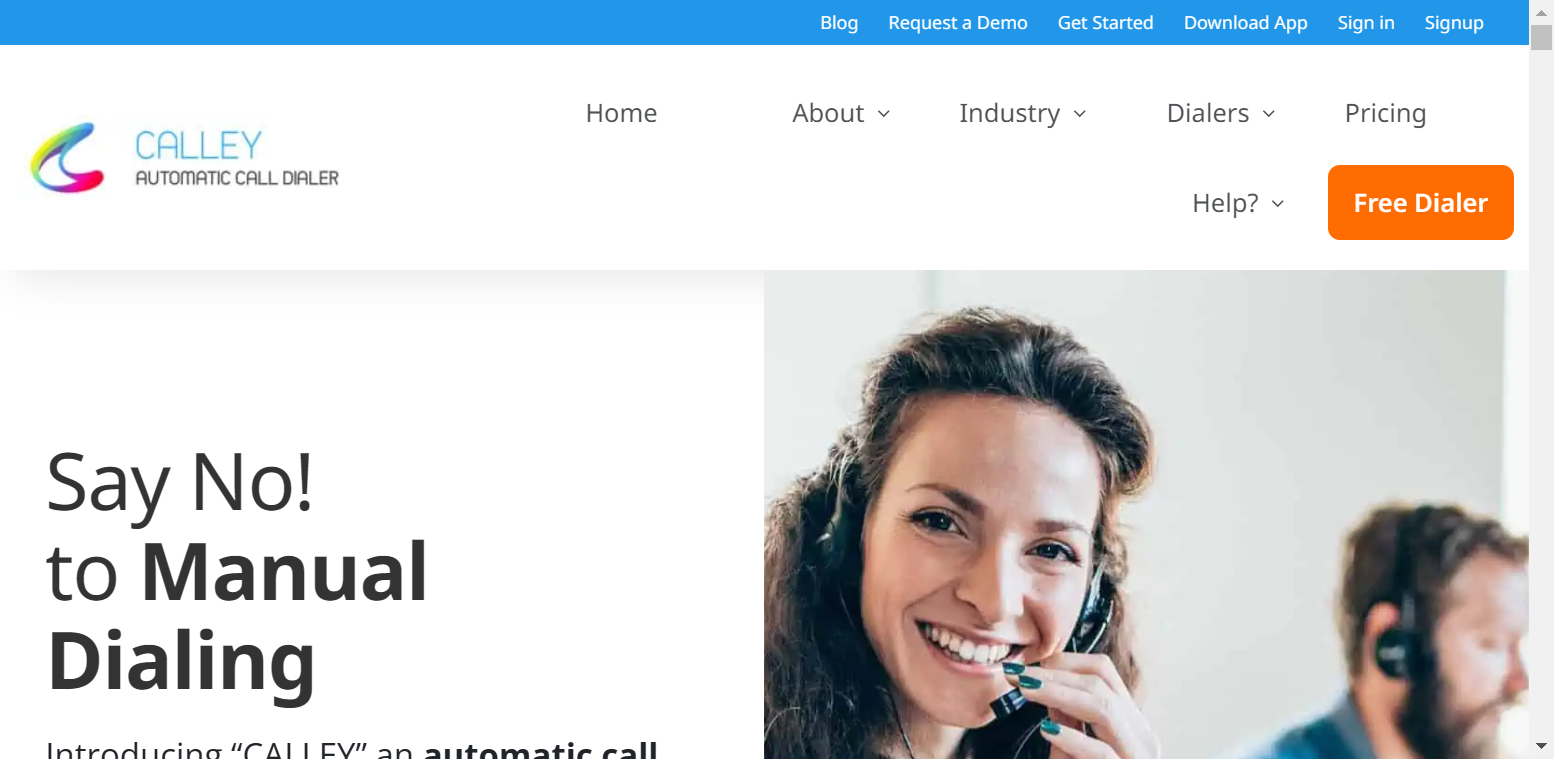 Blog Request a Demo Get Started Download App Sign in Signup
CALLEY
AUTOMATIC CALL DIALER
Home About Industry Dialers Pricing
Help? Free Dialer
Say No!
to Manual
Dialing
Introducing “CALLEY” an automatic call